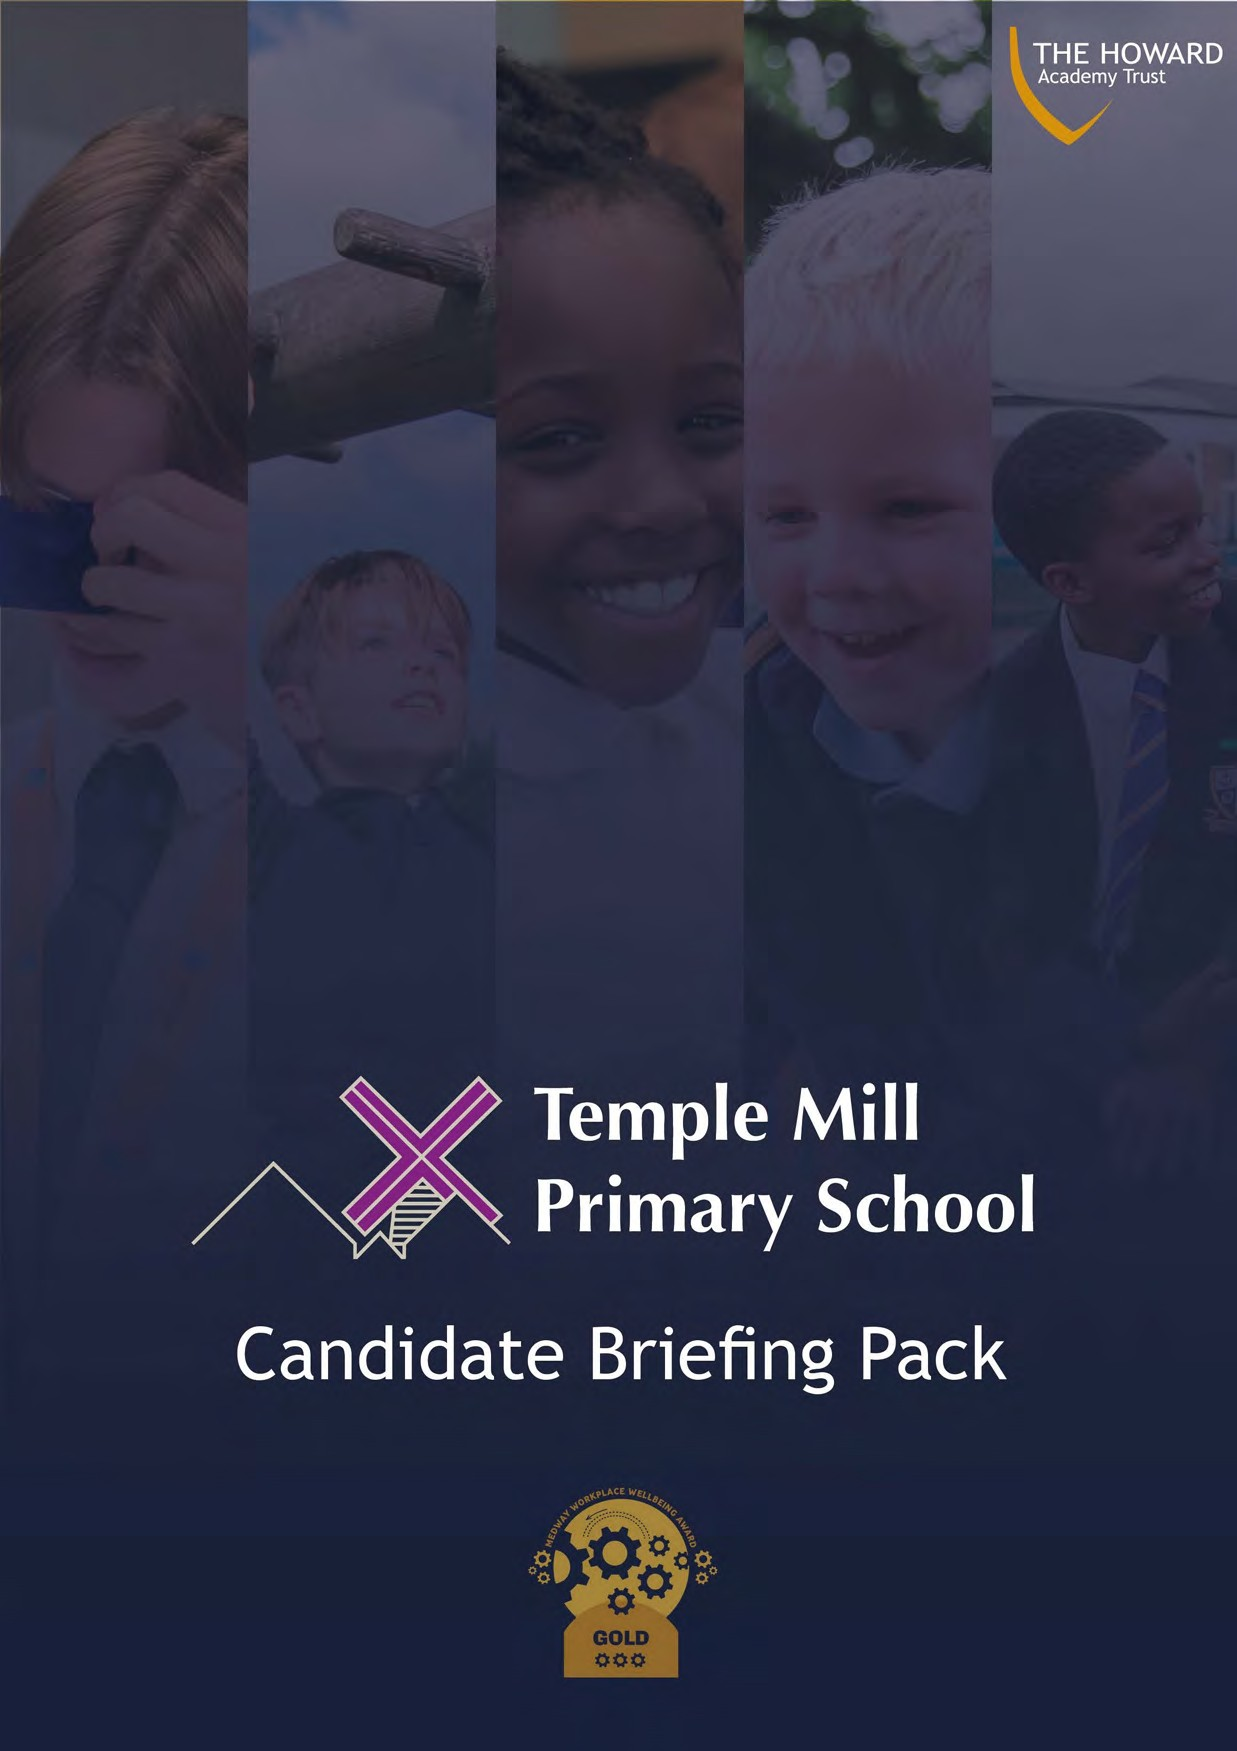 THE HOWARD
Academy Trust
Temple Mill
Primary School
Candidate Briefing Pack
MEDWAY WORKPLACE WELLBEING AWARD
GOLD